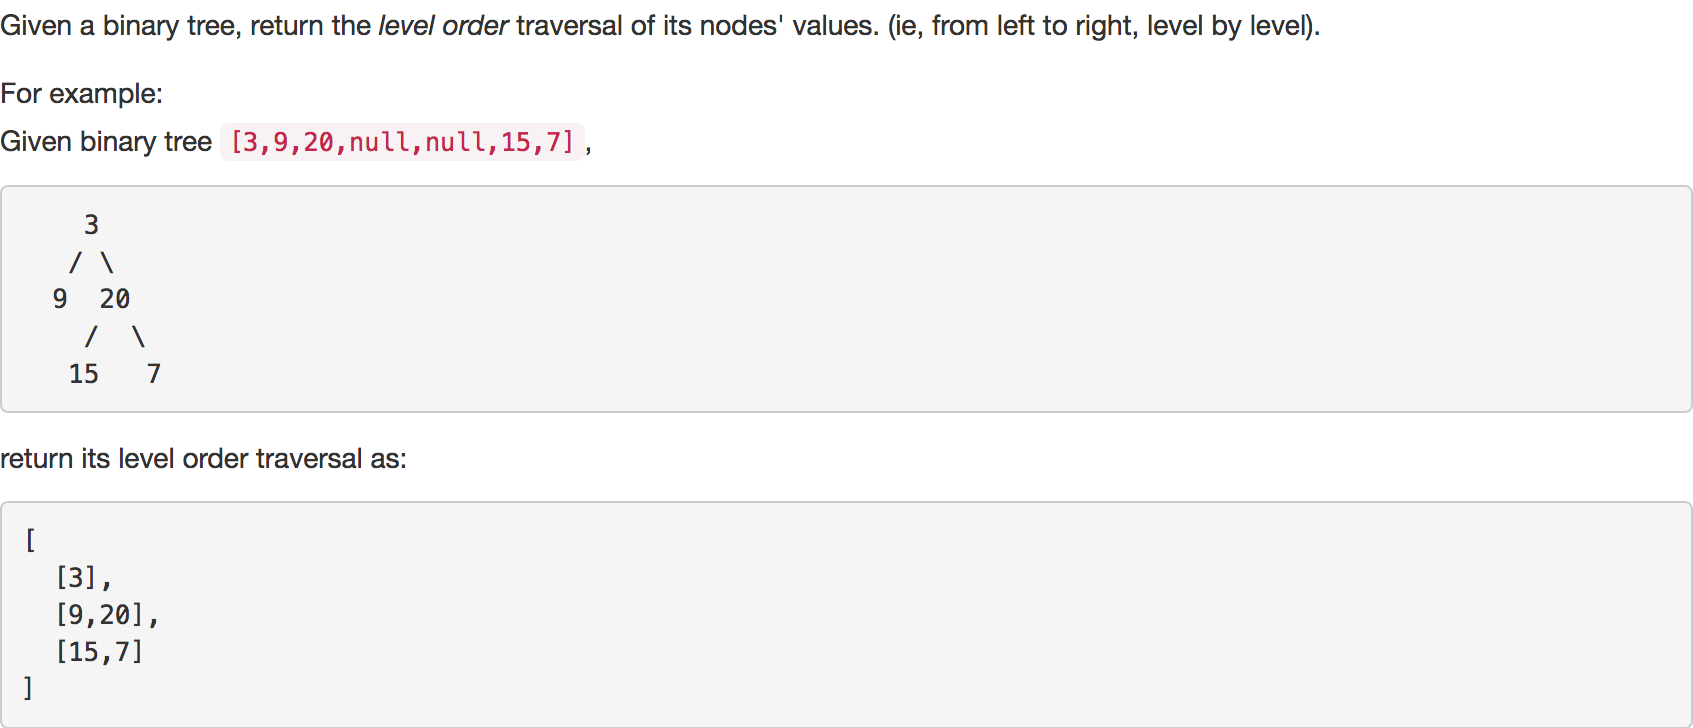 Given a binary tree, return the level order traversal of its nodes' values. (ie, from left to right, level by level).
For example:
Given binary tree [3,9,20,null,null,15,7],
    3
   / \
  9  20
    /  \
   15   7
return its level order traversal as:
[
  [3],
  [9,20],
  [15,7]
]